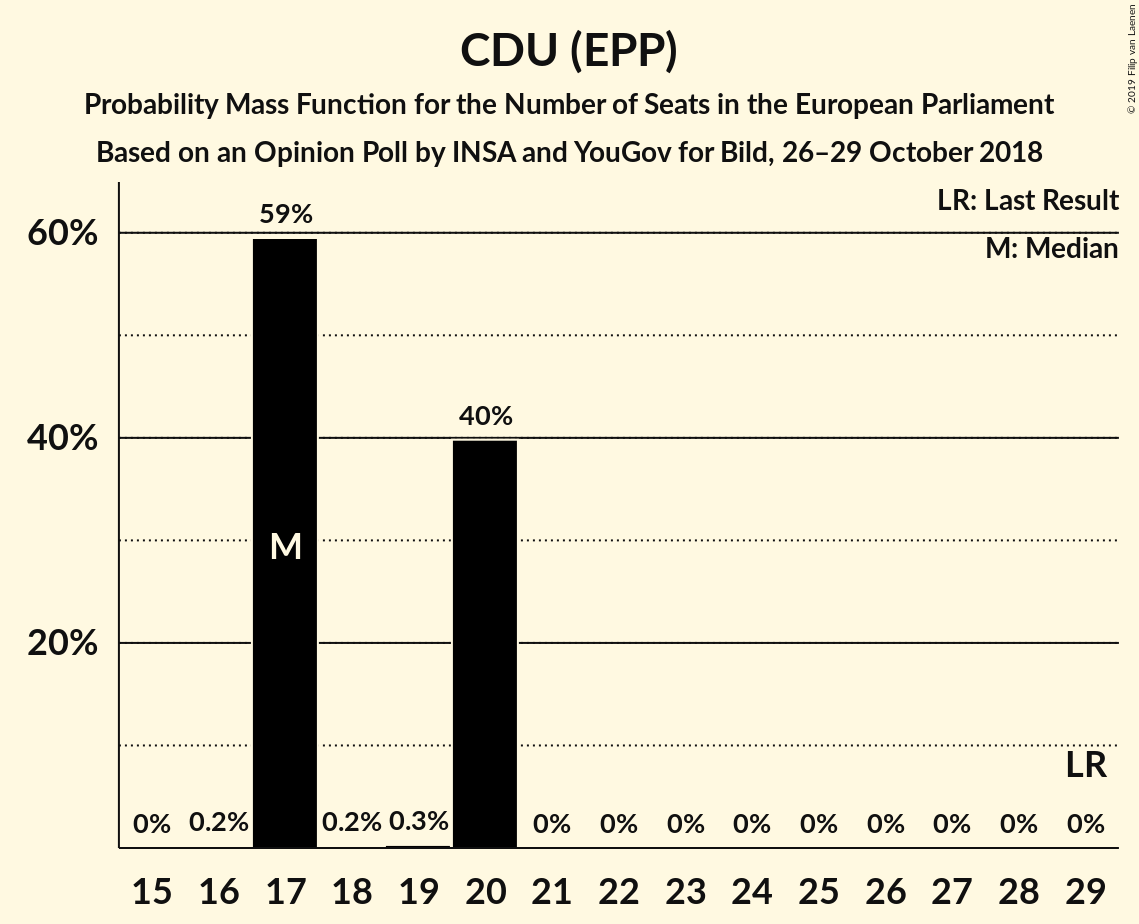 CDU (EPP)
Probability Mass Function for the Number of Seats in the European Parliament
Based on an Opinion Poll by INSA and YouGov for Bild, 26–29 October 2018
© 2019 Filip van Laenen
LR: Last Result
M: Median
60%
40%
20%
59%
40%
M
LR
0% 0.2% 0.2% 0.3% 0% 0% 0% 0% 0% 0% 0% 0% 0%
15 16 17 18 19 20 21 22 23 24 25 26 27 28 29